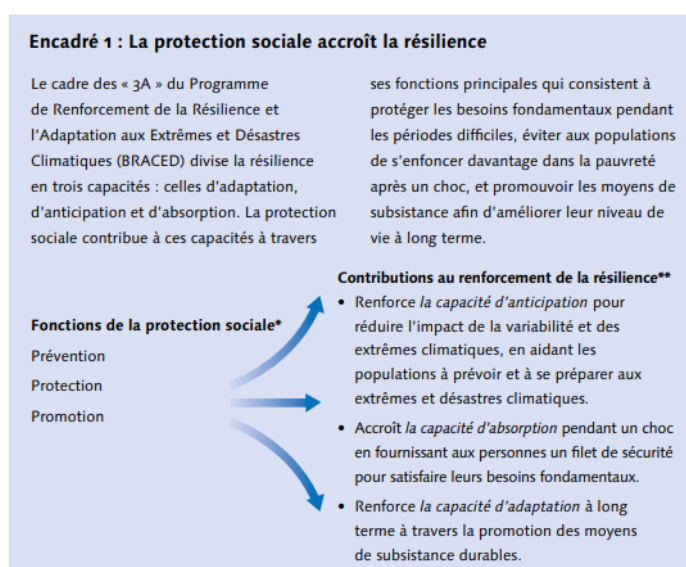 Encadré 1 : La protection sociale accroît la résilience
Le cadre des « 3A » du Programme
de Renforcement de la Résilience et
l'Adaptation aux Extrêmes et Désastres
Climatiques (BRACED) divise la résilience
en trois capacités : celles d'adaptation,
d'anticipation et d'absorption. La protection
sociale contribue à ces capacités à travers
ses fonctions principales qui consistent à
protéger les besoins fondamentaux pendant
les périodes difficiles, éviter aux populations
de s'enfoncer davantage dans la pauvreté
après un choc, et promouvoir les moyens de
subsistance afin d'améliorer leur niveau de
vie à long terme.
Fonctions de la protection sociale*
Prévention
Protection
Promotion
Contributions au renforcement de la résilience**
• Renforce la capacité d'anticipation pour
réduire l'impact de la variabilité et des
extrêmes climatiques, en aidant les
populations à prévoir et à se préparer aux
extrêmes et désastres climatiques.
• Accroît la capacité d'absorption pendant un choc
en fournissant aux personnes un filet de sécurité
pour satisfaire leurs besoins fondamentaux.
• Renforce la capacité d'adaptation à long
terme à travers la promotion des moyens
de subsistance durables.